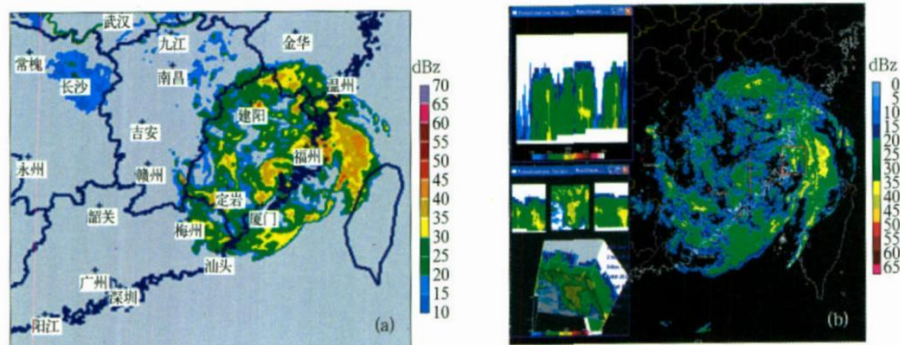 武汉
九江
金华
常槐
长沙
南昌
温州
建阳
吉安
福州
永州
赣州
定岩
韶关
厦门
梅州
汕头
广州
深圳
阳江
(a)
dBz
70
65
60
55
50
45
40
35
30
25
20
15
10
(b)
dBz
0
5
10
15
20
25
30
35
40
45
50
55
60
65